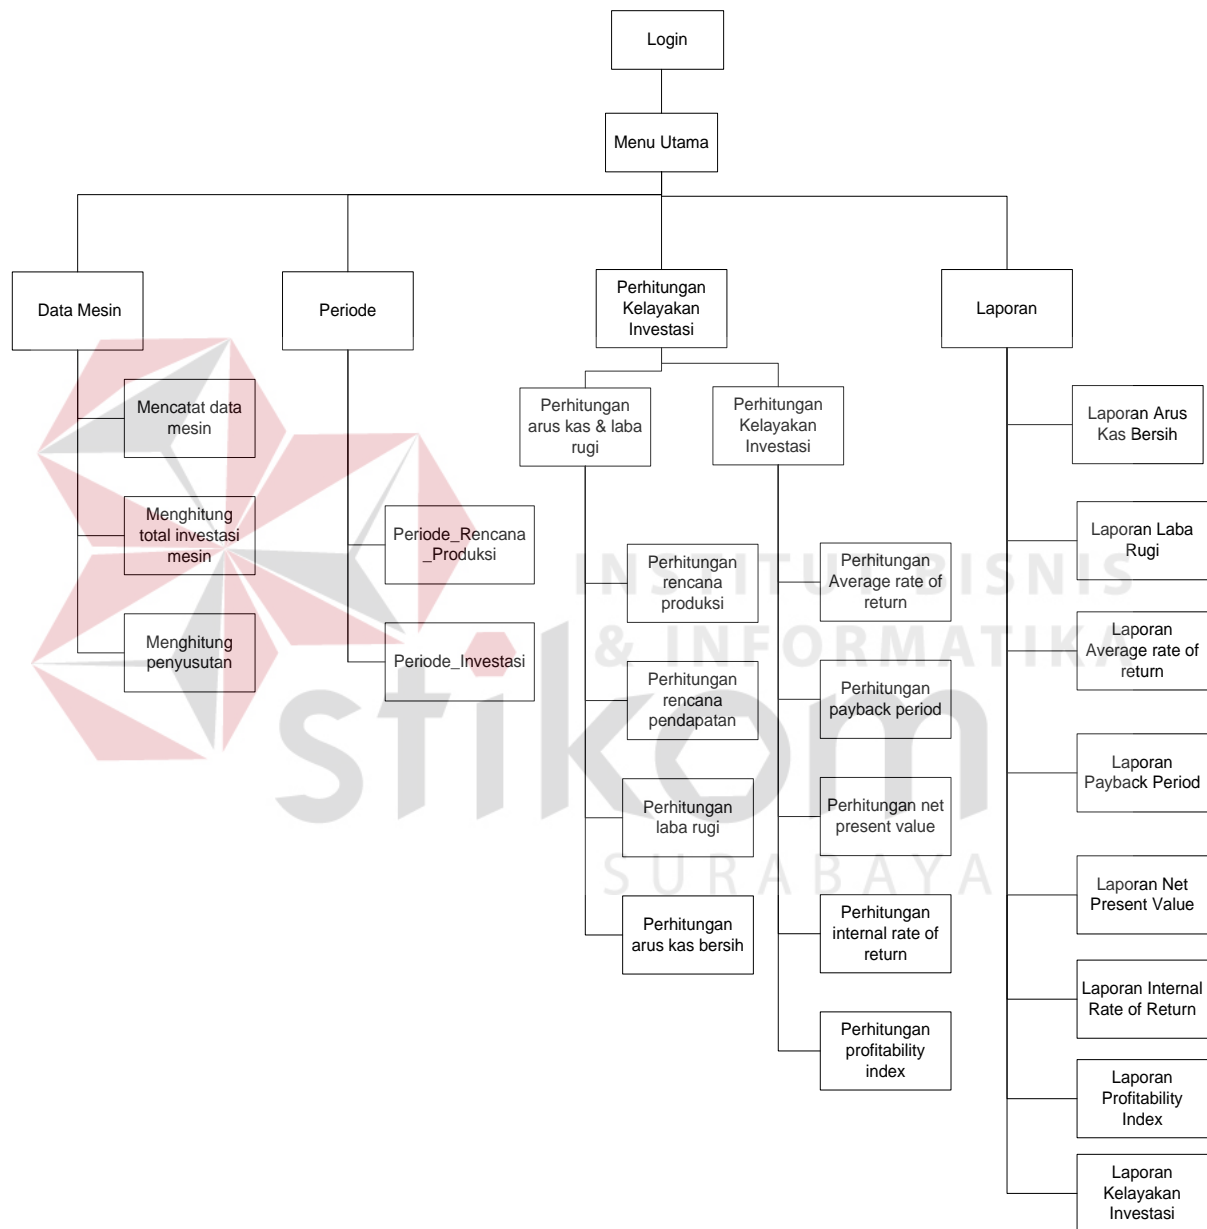 Login
Menu Utama
Data Mesin
Periode
Perhitungan
Kelayakan
Investasi
Laporan
Mencatat data
mesin
Menghitung
total investasi
mesin
Menghitung
penyusutan
Periode_Rencana
_Produksi
Periode_Investasi
Perhitungan
arus kas & laba
rugi
Perhitungan
rencana
produksi
Perhitungan
rencana
pendapatan
Perhitungan
laba rugi
Perhitungan
arus kas bersih
Perhitungan
Kelayakan
Investasi
Perhitungan
Average rate of
return
Perhitungan
payback period
Perhitungan net
present value
Perhitungan
internal rate of
return
Perhitungan
profitability
index
Laporan Arus
Kas Bersih
Laporan Laba
Rugi
Laporan
Average rate of
return
Laporan
Payback Period
Laporan Net
Present Value
Laporan Internal
Rate of Return
Laporan
Profitability
Index
Laporan
Kelayakan
Investasi
INSTITUT BISNIS
& INFORMATIKA
stikom
SURABAYA